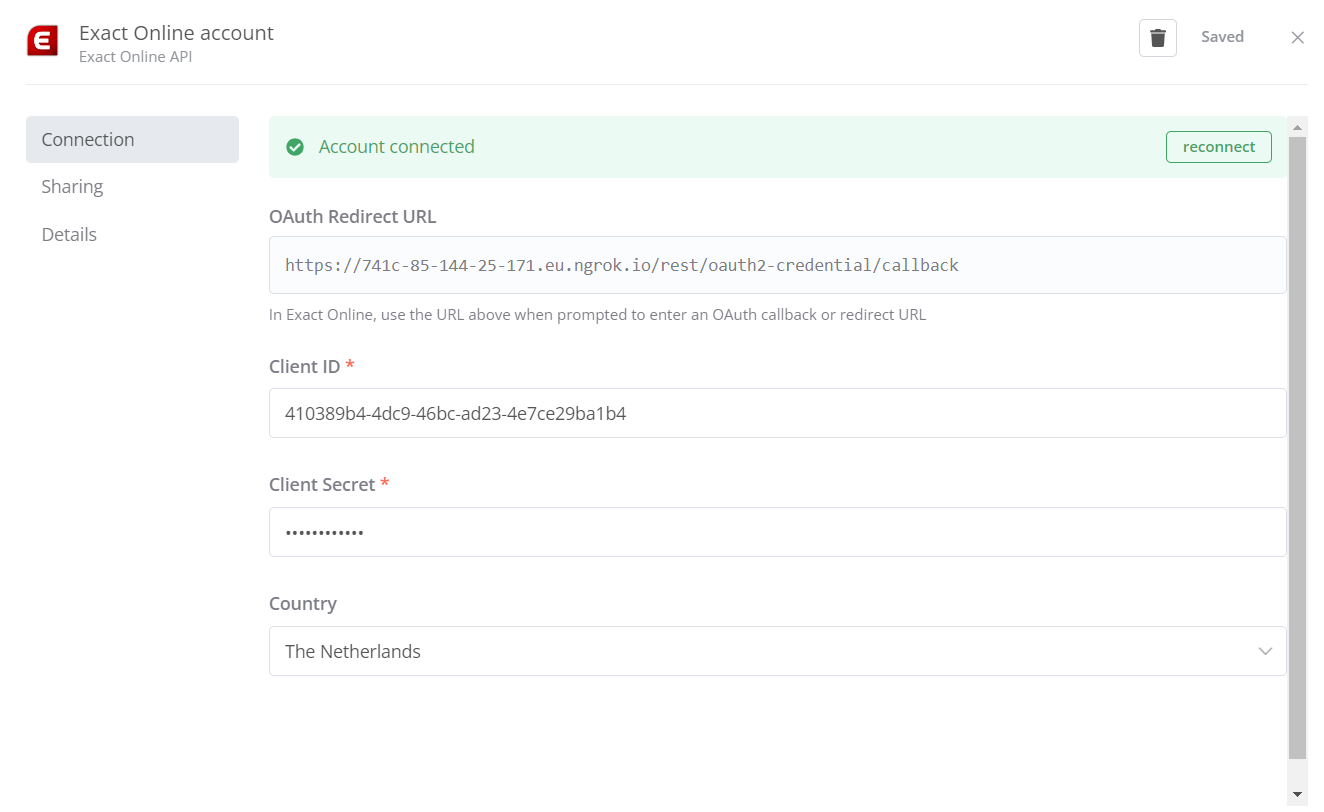 Exact Online account
Exact Online API
Saved
Connection
Sharing
Details
Account connected
reconnect
OAuth Redirect URL
https://741c-85-144-25-171.eu.ngrok.io/rest/oauth2-credential/callback
In Exact Online, use the URL above when prompted to enter an OAuth callback or redirect URL
Client ID *
410389b4-4dc9-46bc-ad23-4e7ce29ba1b4
Client Secret *
••••••••••••
Country
The Netherlands